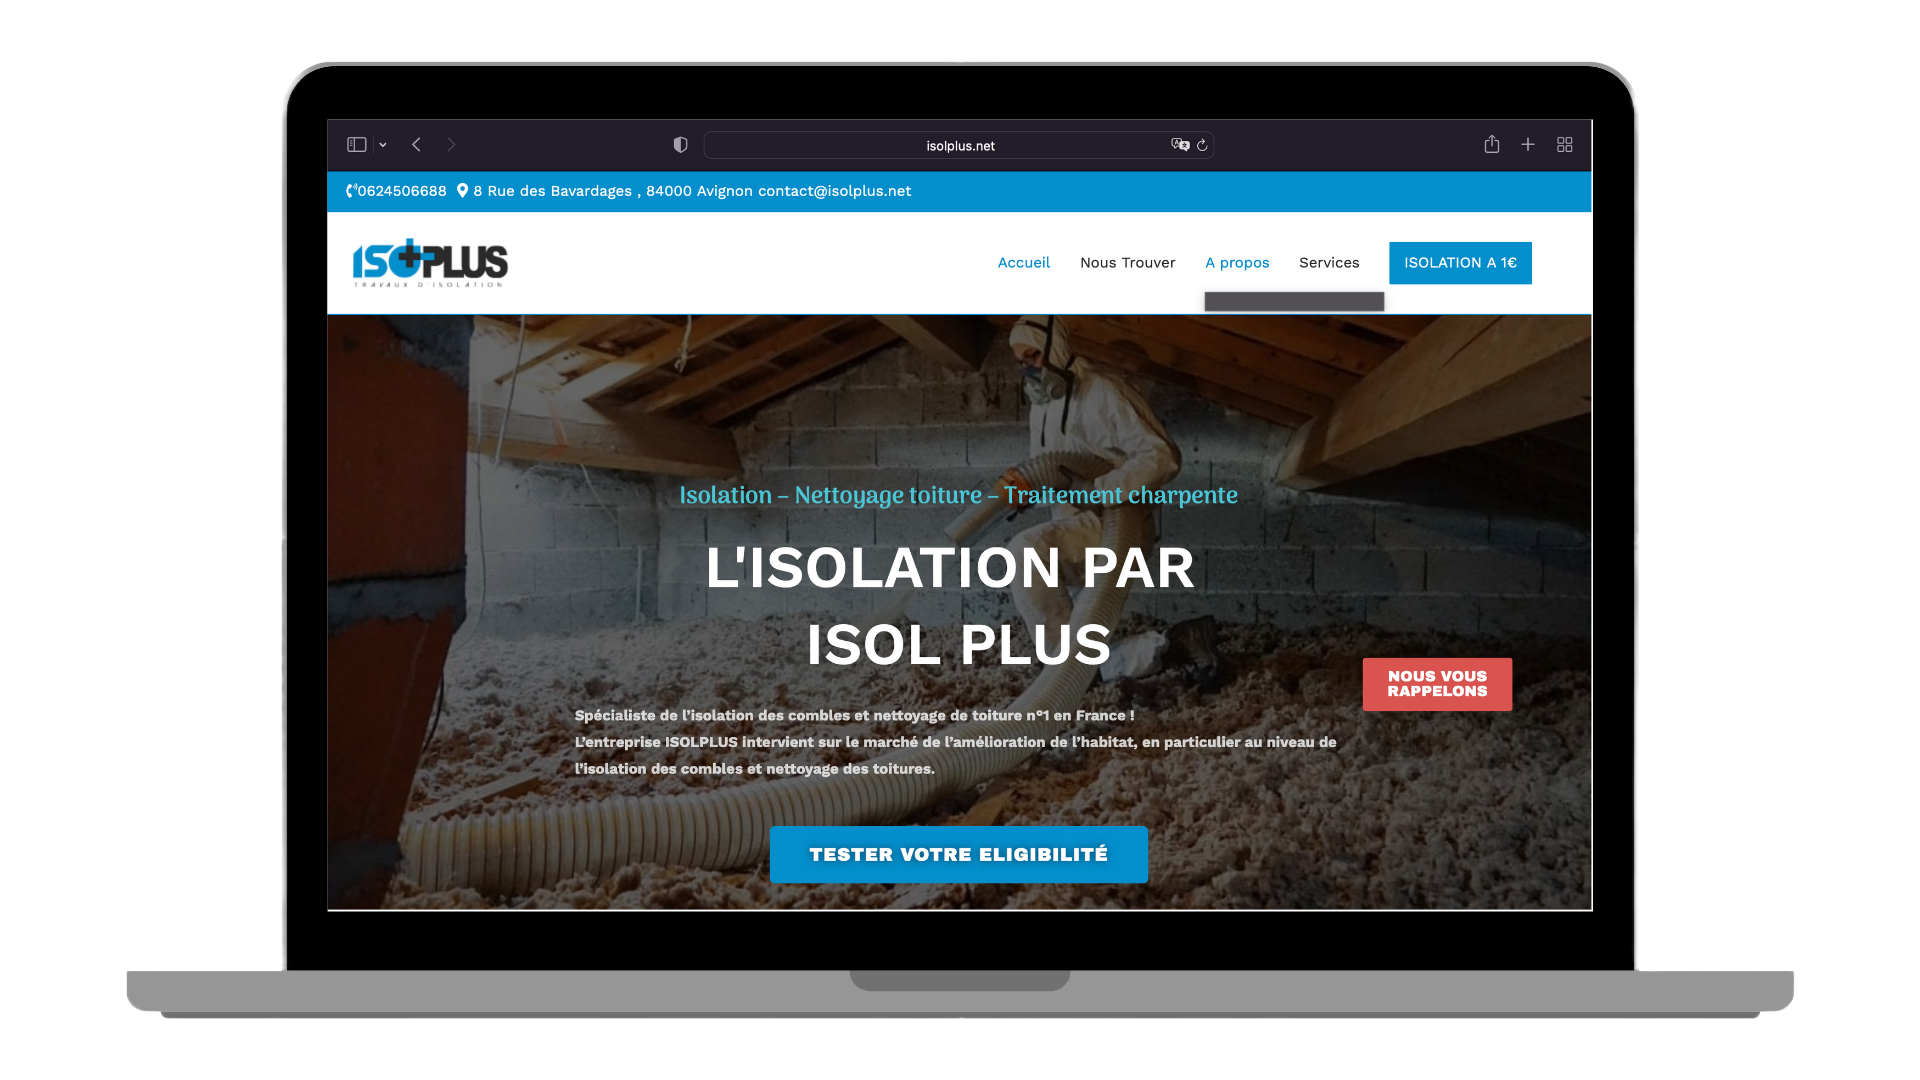 isolplus.net
0624506688 8 Rue des Bavardages , 84000 Avignon contact@isolplus.net
ISOPLUS
TRAVAUX D'ISOLATION
Accueil Nous Trouver A propos Services ISOLATION A 1€
Isolation – Nettoyage toiture – Traitement charpente
L'ISOLATION PAR
ISOL PLUS
NOUS VOUS
RAPPELONS
Spécialiste de l’isolation des combles et nettoyage de toiture n°1 en France !
L’entreprise ISOLPLUS intervient sur le marché de l’amélioration de l’habitat, en particulier au niveau de
l’isolation des combles et nettoyage des toitures.
TESTER VOTRE ELIGIBILITÉ